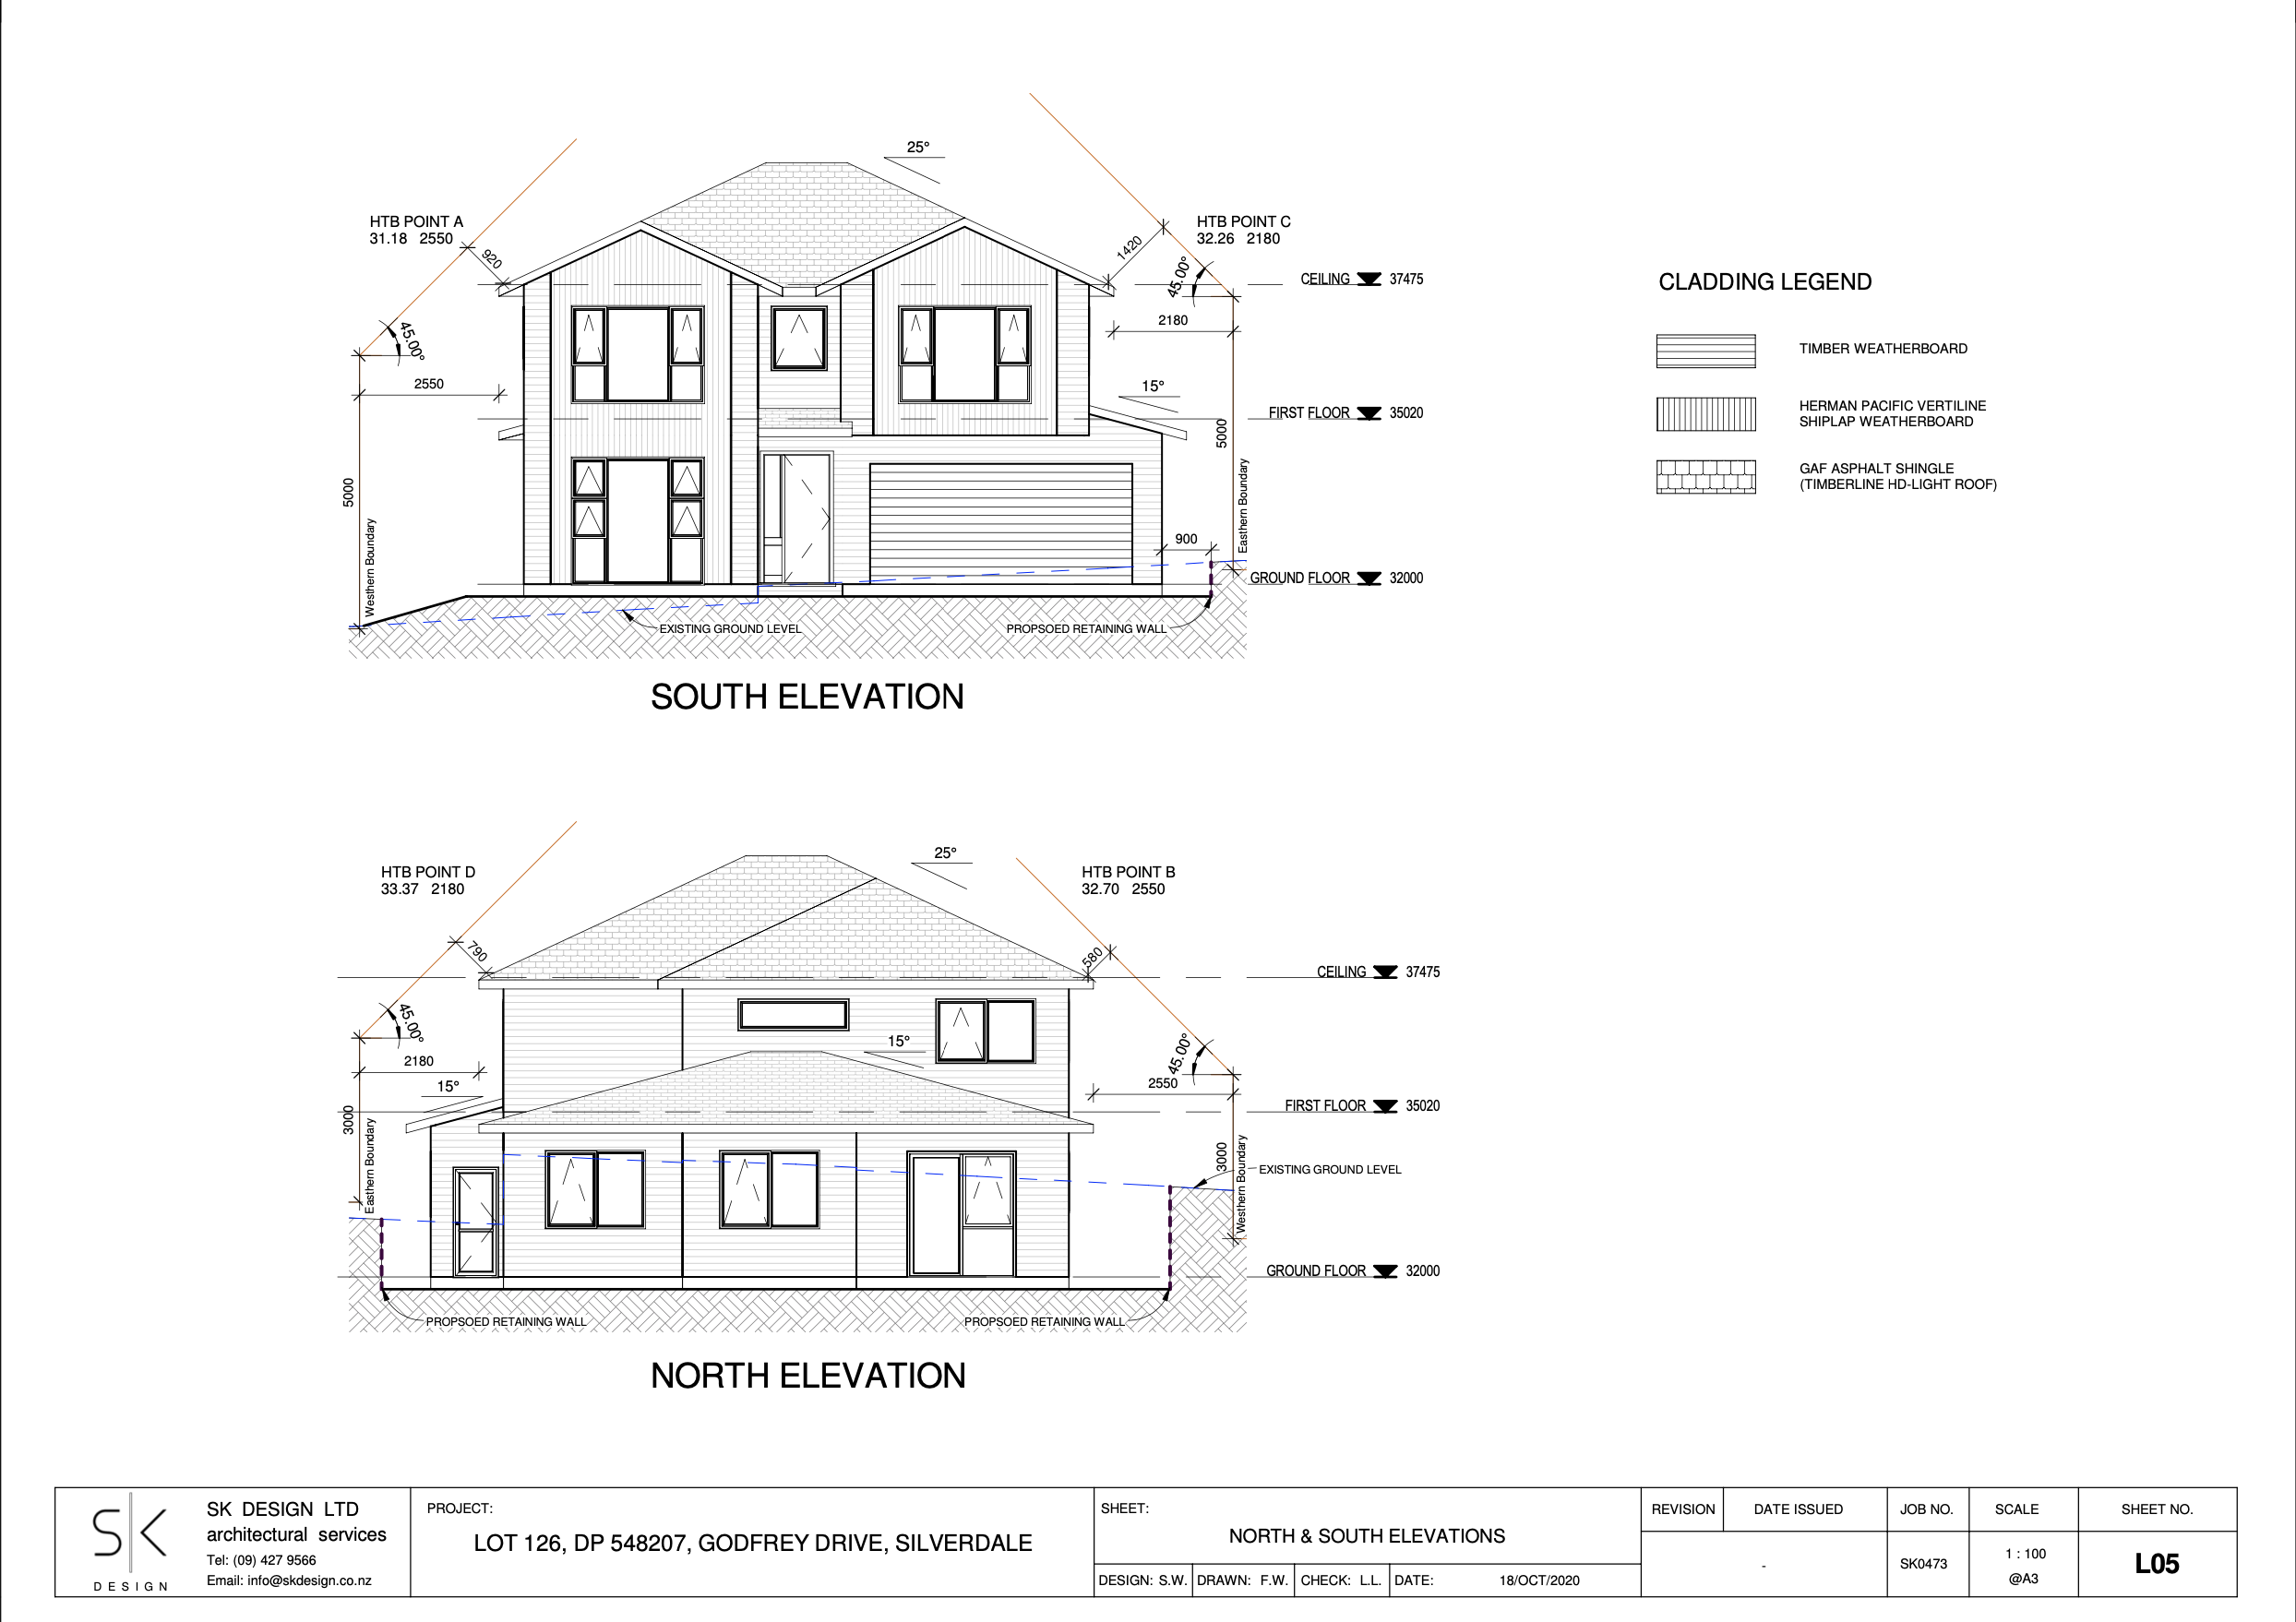 25°
HTB POINT A
31.18 2550
920
HTB POINT C
32.26 2180
1420
45.00°
CEILING 37475
2180
45.00°
2550
15°
FIRST FLOOR 35020
5000
5000
Westhern Boundary
Easthern Boundary
900
GROUND FLOOR 32000
EXISTING GROUND LEVEL
PROPSOED RETAINING WALL
SOUTH ELEVATION
CLADDING LEGEND
TIMBER WEATHERBOARD
HERMAN PACIFIC VERTILINE
SHIPLAP WEATHERBOARD
GAF ASPHALT SHINGLE
(TIMBERLINE HD-LIGHT ROOF)
25°
HTB POINT D
33.37 2180
790
HTB POINT B
32.70 2550
580
CEILING 37475
45.00°
15°
45.00°
2180
2550
15°
FIRST FLOOR 35020
3000
3000
Easthern Boundary
Westhern Boundary
EXISTING GROUND LEVEL
GROUND FLOOR 32000
PROPSOED RETAINING WALL
PROPSOED RETAINING WALL
NORTH ELEVATION
SK
DESIGN
SK DESIGN LTD
architectural services
Tel: (09) 427 9566
Email: info@skdesign.co.nz
PROJECT:
LOT 126, DP 548207, GODFREY DRIVE, SILVERDALE
SHEET:
NORTH & SOUTH ELEVATIONS
DESIGN: S.W. DRAWN: F.W. CHECK: L.L. DATE: 18/OCT/2020
REVISION DATE ISSUED JOB NO. SCALE SHEET NO.
- SK0473 1 : 100 L05
@A3